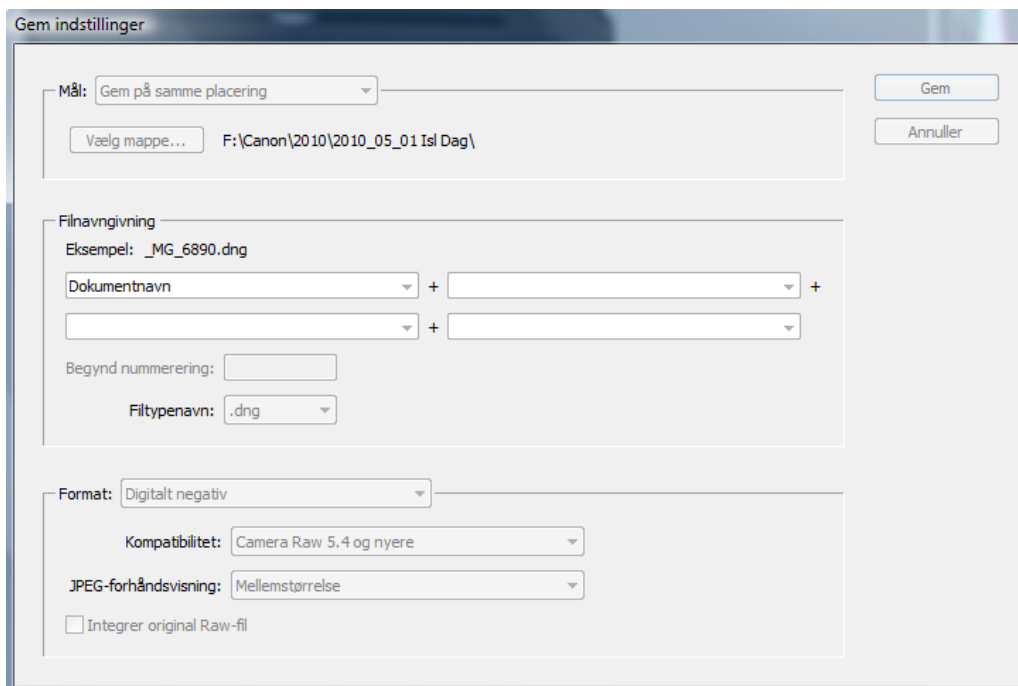 Gem indstillinger
Mål: Gem på samme placering
Gem
Vælg mappe... F:\Canon\2010\2010_05_01 Isl Dag\
Annuller
Filnavngivning
Eksempel: _MG_6890.dng
Dokumentnavn + +
+
Begynd nummerering:
Filtypenavn: .dng
Format: Digitalt negativ
Kompatibilitet: Camera Raw 5.4 og nyere
JPEG-forhåndsvisning: Mellemstørrelse
Integrer original Raw-fil